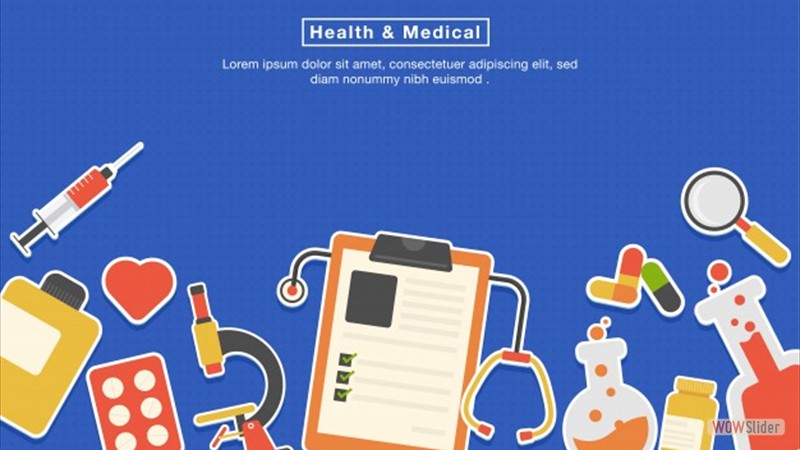 Health & Medical
Lorem ipsum dolor sit amet, consectetuer adipiscing elit, sed
diam nonummy nibh euismod .
WOWSlider